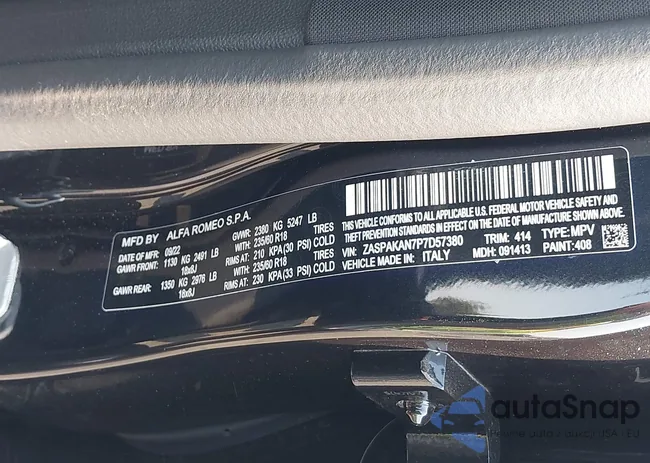 MFD BY ALFA ROMEO S.P.A.
DATE OF MFR: 09/22 GVWR: 2380 KG 5247 LB
GAWR FRONT: 1130 KG 2491 LB TIRES: 235/60 R18
18x8J RIMS AT: 210 KPA(30 PSI) COLD
GAWR REAR: 1350 KG 2976 LB TIRES: 235/60 R18
18x8J RIMS AT: 230 KPA(33 PSI) COLD
THIS VEHICLE CONFORMS TO ALL APPLICABLE U.S. FEDERAL MOTOR VEHICLE SAFETY, BUMPER AND
THEFT PREVENTION STANDARDS IN EFFECT ON THE DATE OF MANUFACTURE SHOWN ABOVE.
VIN: ZASPAKAN7P7D57380 TRIM: 414 TYPE: MPV
VEHICLE MADE IN: ITALY MDH: 091413 PAINT: 408
autaSnap